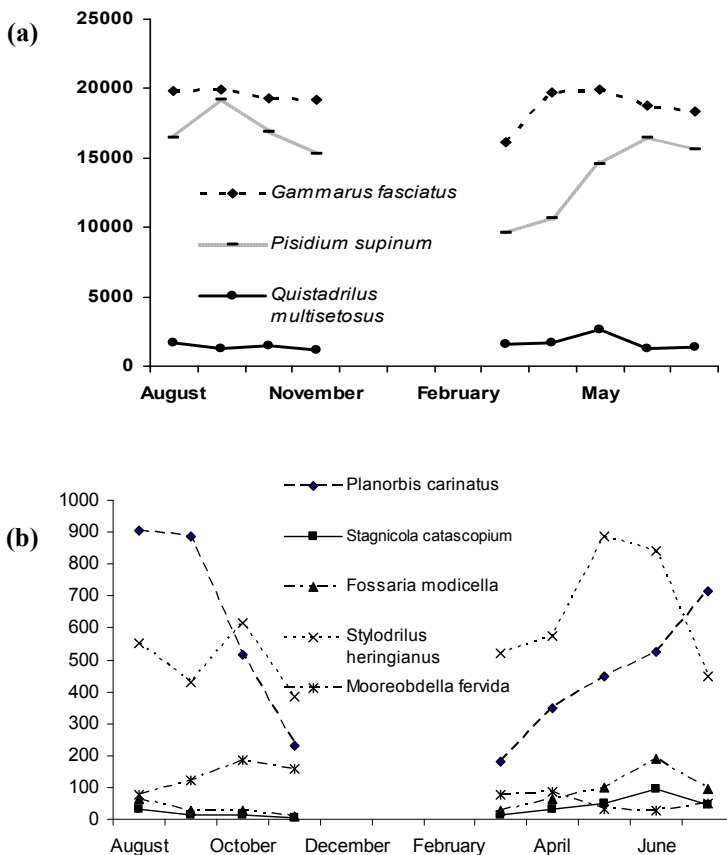 (a)
25000
20000
15000
10000
5000
0
Gammarus fasciatus
Pisidium supinum
Quistadrilus
multisetosus
August November February May
(b)
1000
900
800
700
600
500
400
300
200
100
0
Planorbis carinatus
Stagnicola catascopium
Fossaria modicella
Stylodrilus
heringianus
Mooreobdella fervida
August October December February April June